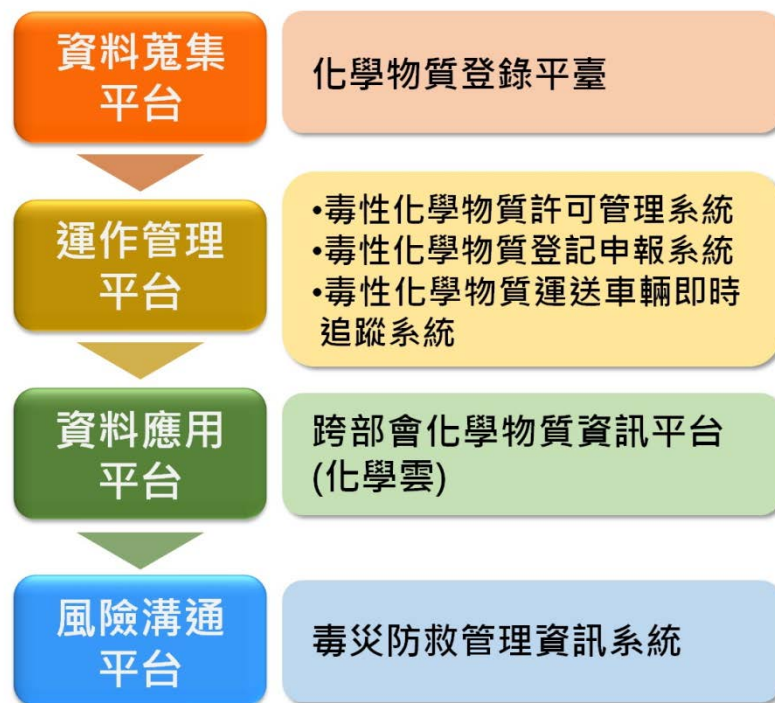 資料蒐集
平台
化學物質登錄平臺
運作管理
平台
•毒性化學物質許可管理系統
•毒性化學物質登記申報系統
•毒性化學物質運送車輛即時
追蹤系統
資料應用
平台
跨部會化學物質資訊平台
(化學雲)
風險溝通
平台
毒災防救管理資訊系統